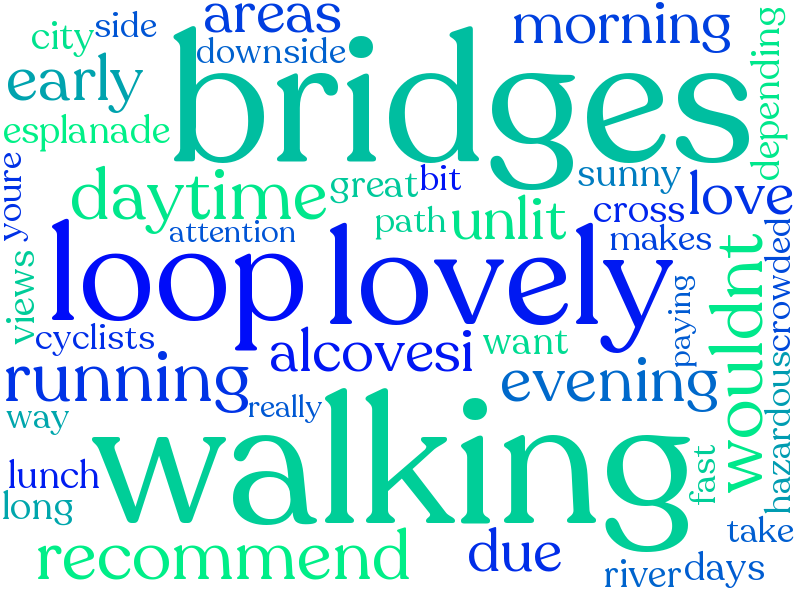 city
side
areas
morning
depending
downside
early
bridges
esplanade
youre
daytime
great
bit
sunny
love
cross
path
unlit
attention
makes
views
loop
lovely
wouldnt
crowded
cyclists
alcovesi
want
paying
running
evening
hazardous
way
really
walking
lunch
fast
long
recommend
due
take
river
days